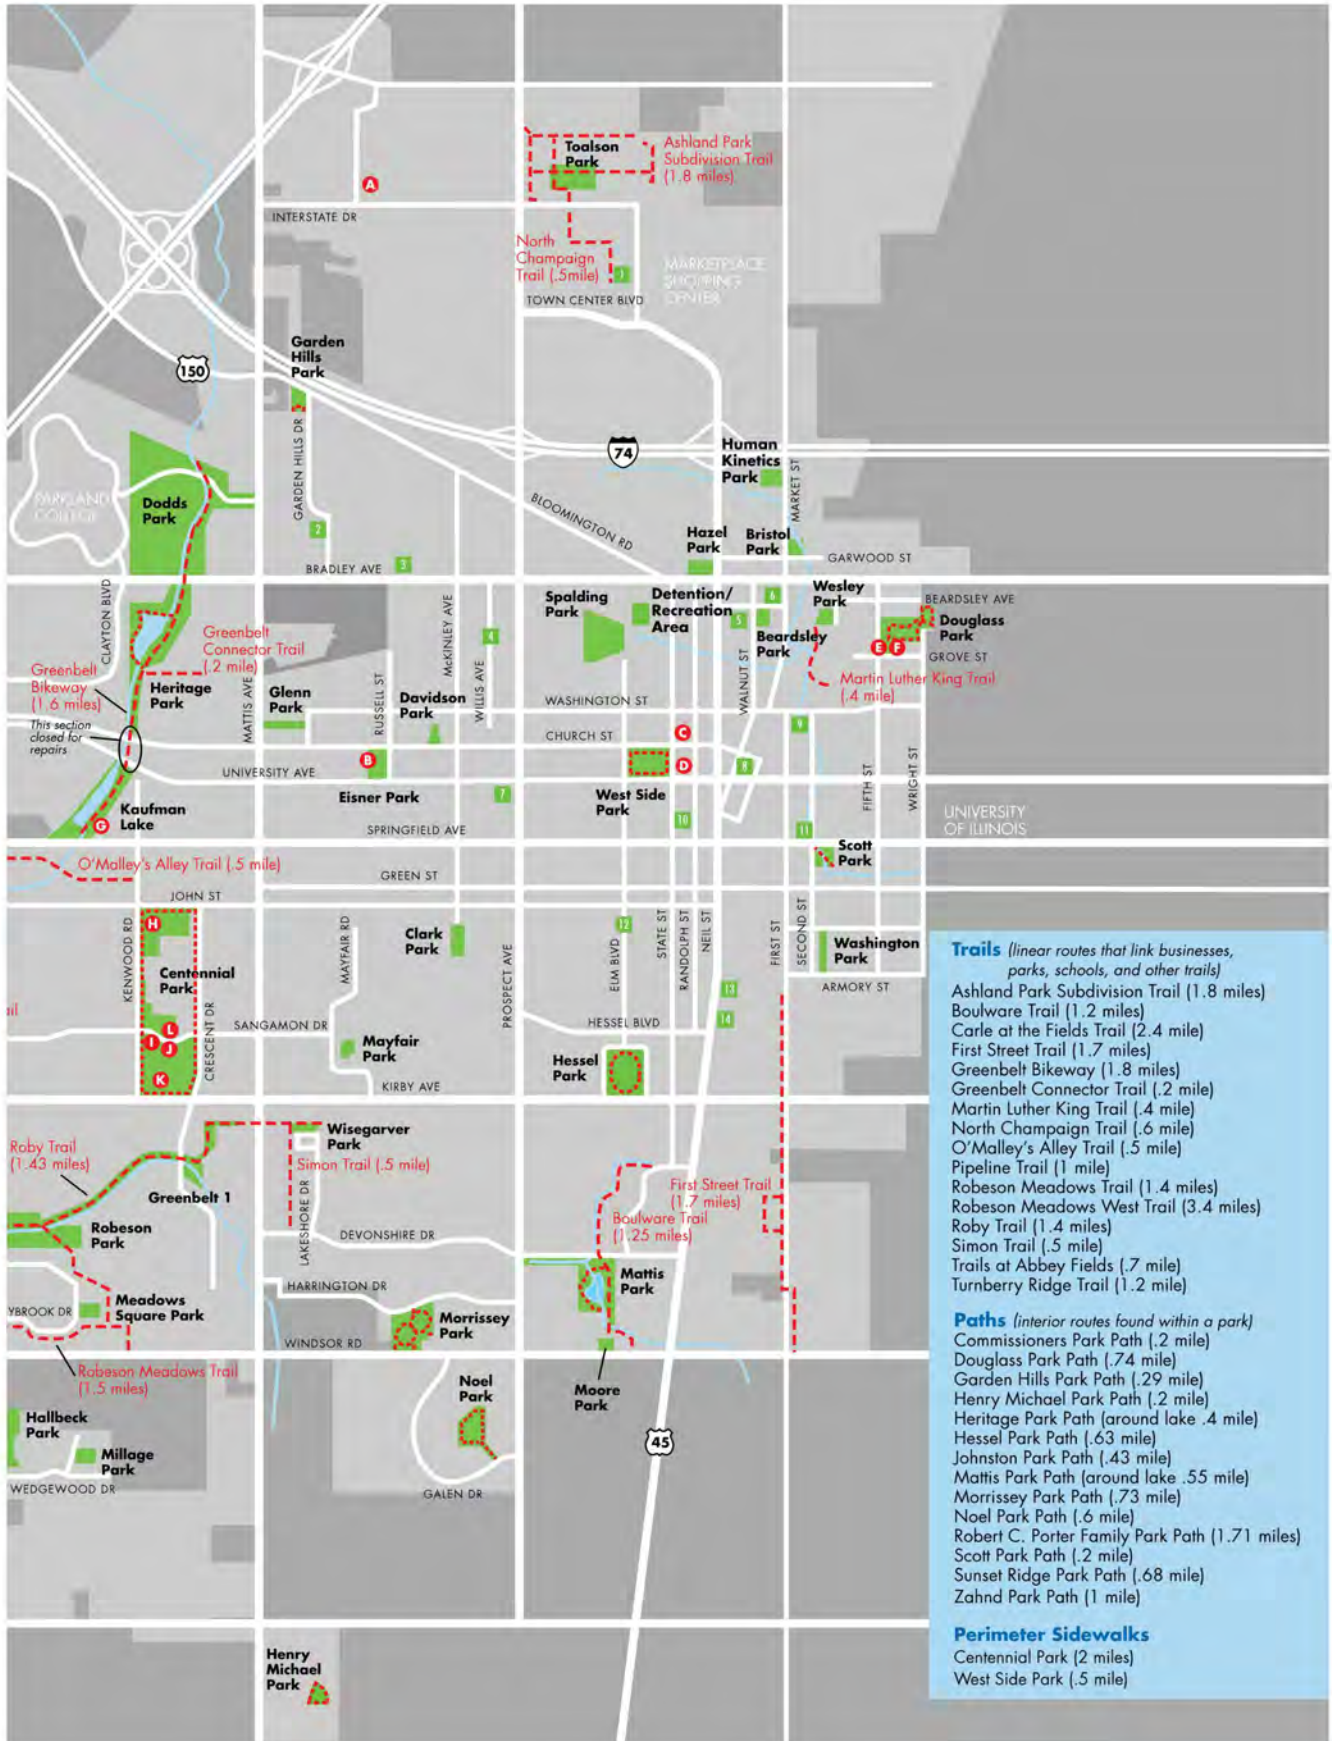 Toalson
Park
Ashland Park
Subdivision Trail
(1.8 miles)
A
INTERSTATE DR
North
Champaign
Trail (.5mile)
1
MARKETPLACE
SHOPPING
CENTER
TOWN CENTER BLVD
Garden
Hills
Park
150
74
Human
Kinetics
Park
MARKET ST
GARDEN HILLS DR
PARKLAND
COLLEGE
Dodds
Park
BLOOMINGTON RD
2
Hazel
Park
Bristol
Park
GARWOOD ST
BRADLEY AVE
3
CLAYTON BLVD
Spalding
Park
Detention/
Recreation
Area
6
5
Wesley
Park
BEARDSLEY AVE
Beardsley
Park
Douglass
Park
E
F
GROVE ST
McKINLEY AVE
4
WILLIS AVE
Greenbelt
Connector Trail
(.2 mile)
Greenbelt
Bikeway
(1.6 miles)
Heritage
Park
MATTIS AVE
Glenn
Park
RUSSELL ST
Davidson
Park
WASHINGTON ST
WALNUT ST
Martin Luther King Trail
(.4 mile)
This section
closed for
repairs
CHURCH ST
C
9
B
UNIVERSITY AVE
D
8
FIFTH ST
WRIGHT ST
Eisner Park
7
West Side
Park
Kaufman
Lake
G
SPRINGFIELD AVE
10
11
UNIVERSITY
OF ILLINOIS
Scott
Park
O'Malley's Alley Trail (.5 mile)
GREEN ST
JOHN ST
H
KENWOOD RD
Centennial
Park
CRESCENT DR
MAYFAIR RD
Clark
Park
PROSPECT AVE
12
ELM BLVD
STATE ST
RANDOLPH ST
NEIL ST
FIRST ST
SECOND ST
Washington
Park
ARMORY ST
13
14
ail
L
I
J
K
SANGAMON DR
Mayfair
Park
HESSEL BLVD
Hessel
Park
KIRBY AVE
Roby Trail
(1.43 miles)
Wisegarver
Park
Simon Trail (.5 mile)
Greenbelt 1
LAKESHORE DR
First Street Trail
(1.7 miles)
Boulware Trail
(1.25 miles)
Robeson
Park
DEVONSHIRE DR
Mattis
Park
HARRINGTON DR
YBROOK DR
Meadows
Square Park
Morrissey
Park
WINDSOR RD
Robeson Meadows Trail
(1.5 miles)
Noel
Park
Moore
Park
Hallbeck
Park
Millage
Park
45
WEDGEWOOD DR
GALEN DR
Henry
Michael
Park
Trails (linear routes that link businesses,
parks, schools, and other trails)
Ashland Park Subdivision Trail (1.8 miles)
Boulware Trail (1.2 miles)
Carle at the Fields Trail (2.4 mile)
First Street Trail (1.7 miles)
Greenbelt Bikeway (1.8 miles)
Greenbelt Connector Trail (.2 mile)
Martin Luther King Trail (.4 mile)
North Champaign Trail (.6 mile)
O'Malley's Alley Trail (.5 mile)
Pipeline Trail (1 mile)
Robeson Meadows Trail (1.4 miles)
Robeson Meadows West Trail (3.4 miles)
Roby Trail (1.4 miles)
Simon Trail (.5 mile)
Trails at Abbey Fields (.7 mile)
Turnberry Ridge Trail (1.2 mile)
Paths (interior routes found within a park)
Commissioners Park Path (.2 mile)
Douglass Park Path (.74 mile)
Garden Hills Park Path (.29 mile)
Henry Michael Park Path (.2 mile)
Heritage Park Path (around lake .4 mile)
Hessel Park Path (.63 mile)
Johnston Park Path (.43 mile)
Mattis Park Path (around lake .55 mile)
Morrissey Park Path (.73 mile)
Noel Park Path (.6 mile)
Robert C. Porter Family Park Path (1.71 miles)
Scott Park Path (.2 mile)
Sunset Ridge Park Path (.68 mile)
Zahnd Park Path (1 mile)
Perimeter Sidewalks
Centennial Park (2 miles)
West Side Park (.5 mile)